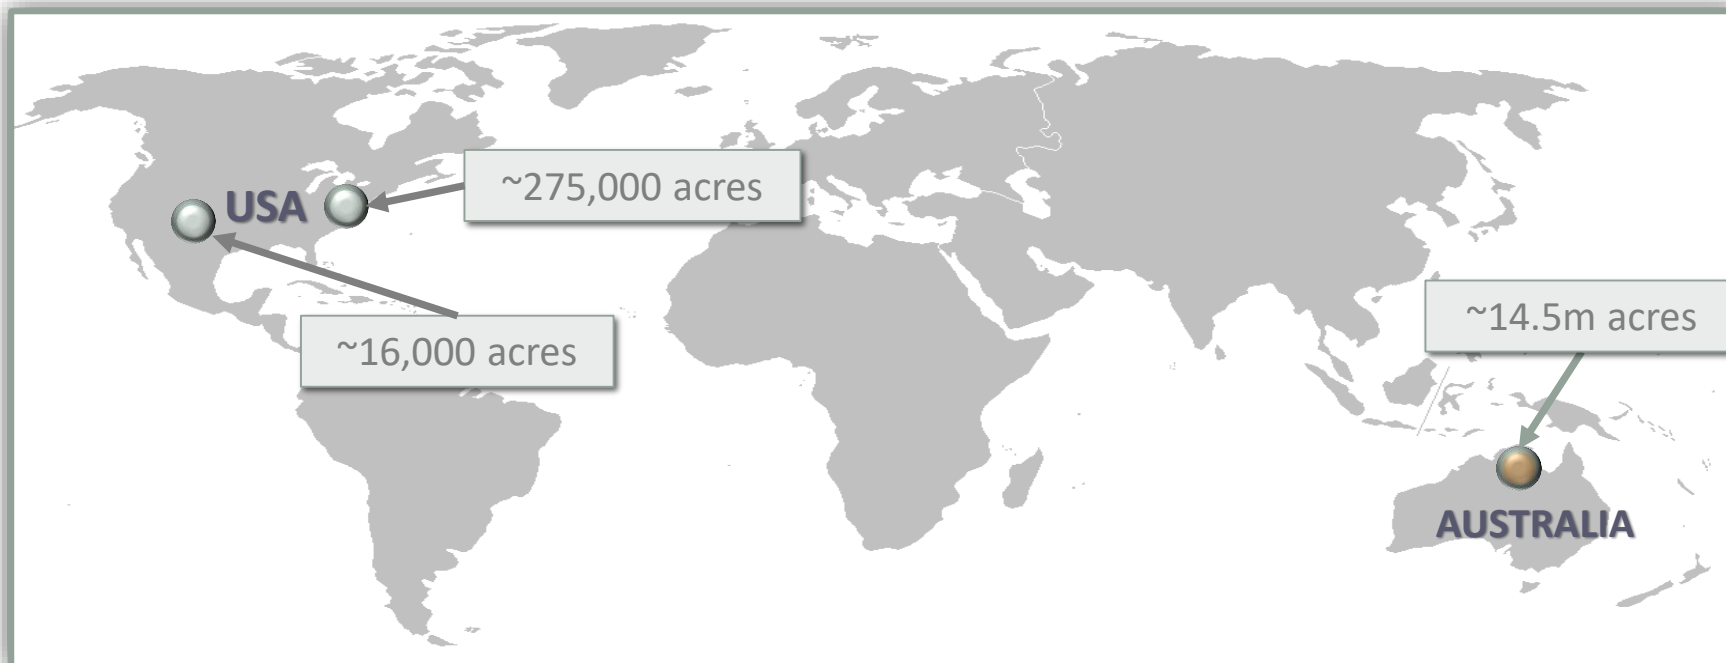 ~275,000 acres
USA
~14.5m acres
~16,000 acres
AUSTRALIA